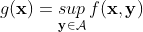 g(𝐱) = sup f(𝐱, 𝐲)
𝐲∈𝒜